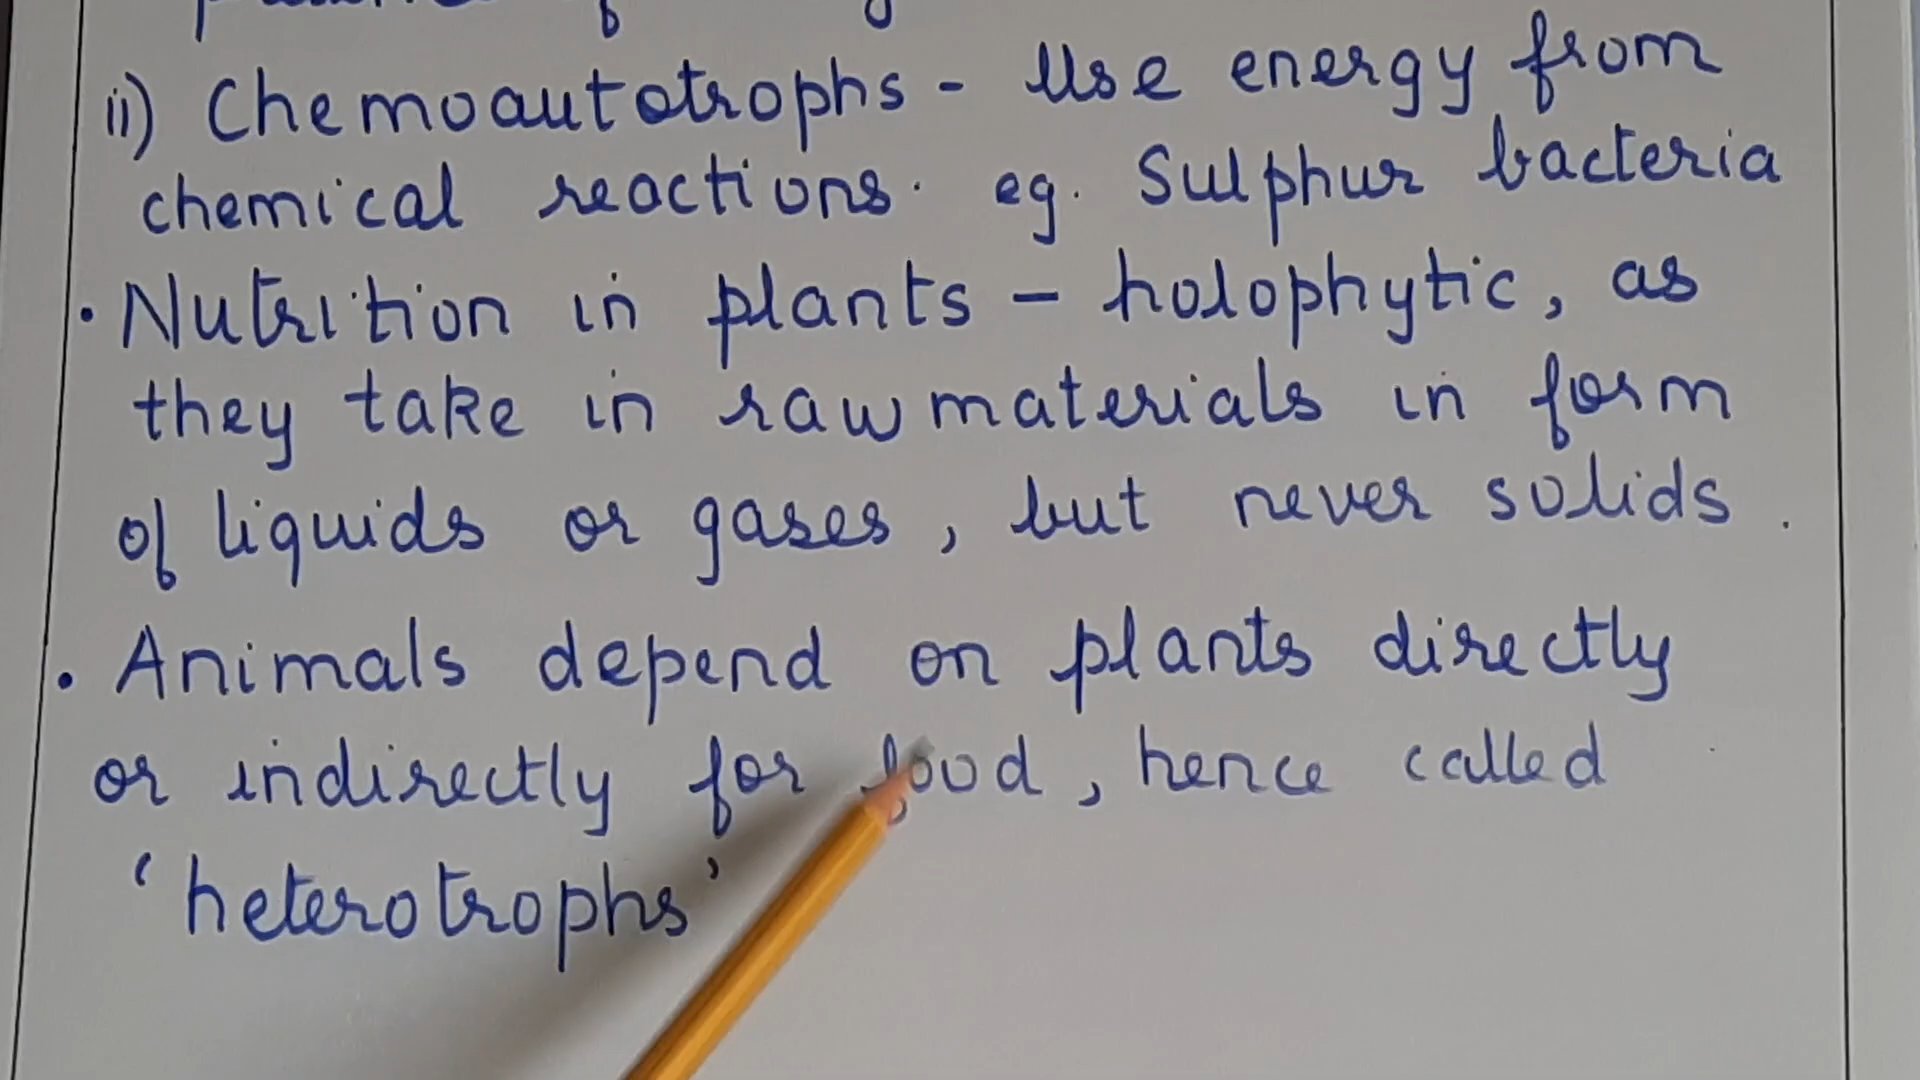 ii) Chemoautotrophs - Use energy from
chemical reactions. eg. Sulphur bacteria
• Nutrition in plants - holophytic, as
they take in raw materials in form
of liquids or gases, but never solids.
• Animals depend on plants directly
or indirectly for food, hence called
'heterotrophs'